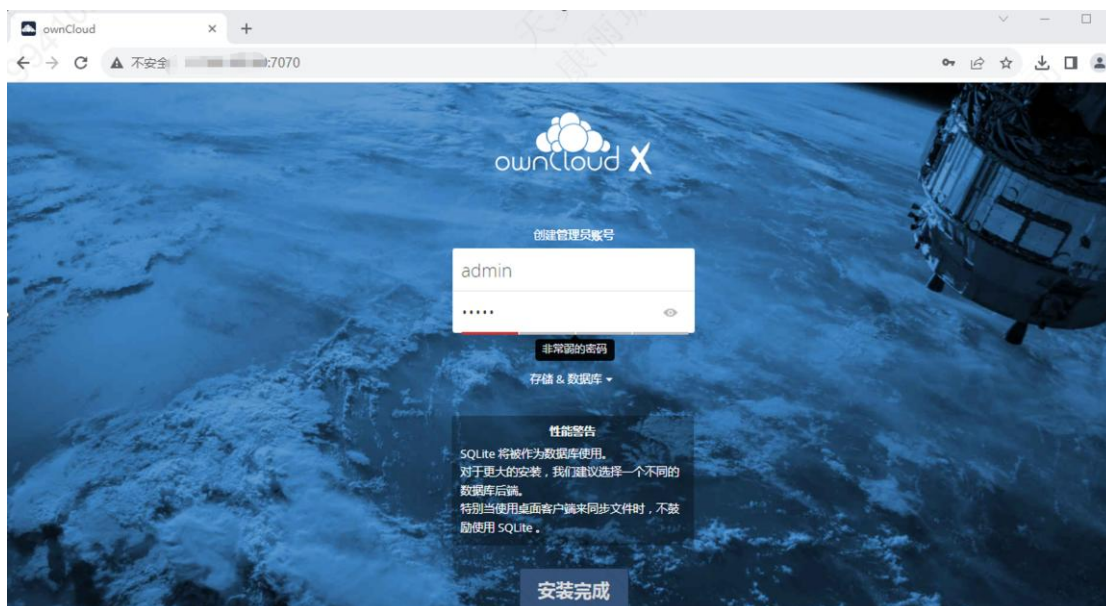 ownCloud
不安全
:7070
ownCloud X
创建管理员账号
admin
•••••
非常弱的密码
存储 & 数据库
性能警告
SQLite 将被作为数据库使用。
对于更大的安装，我们建议选择一个不同的
数据库后端。
特别当使用桌面客户端来同步文件时，不鼓
励使用 SQLite 。
安装完成